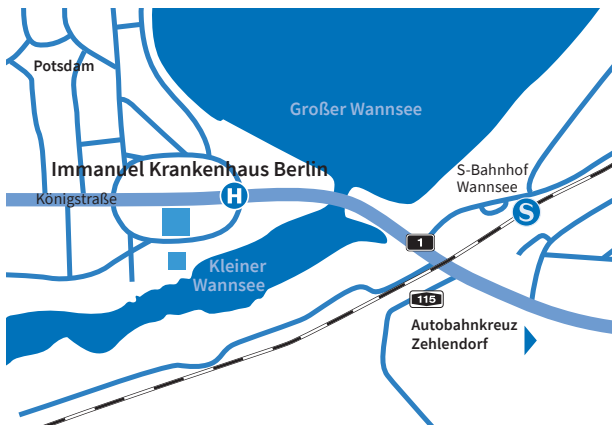 Potsdam
Großer Wannsee
Immanuel Krankenhaus Berlin
S-Bahnhof
Wannsee
Königstraße
H
S
1
Kleiner
Wannsee
115
Autobahnkreuz
Zehlendorf